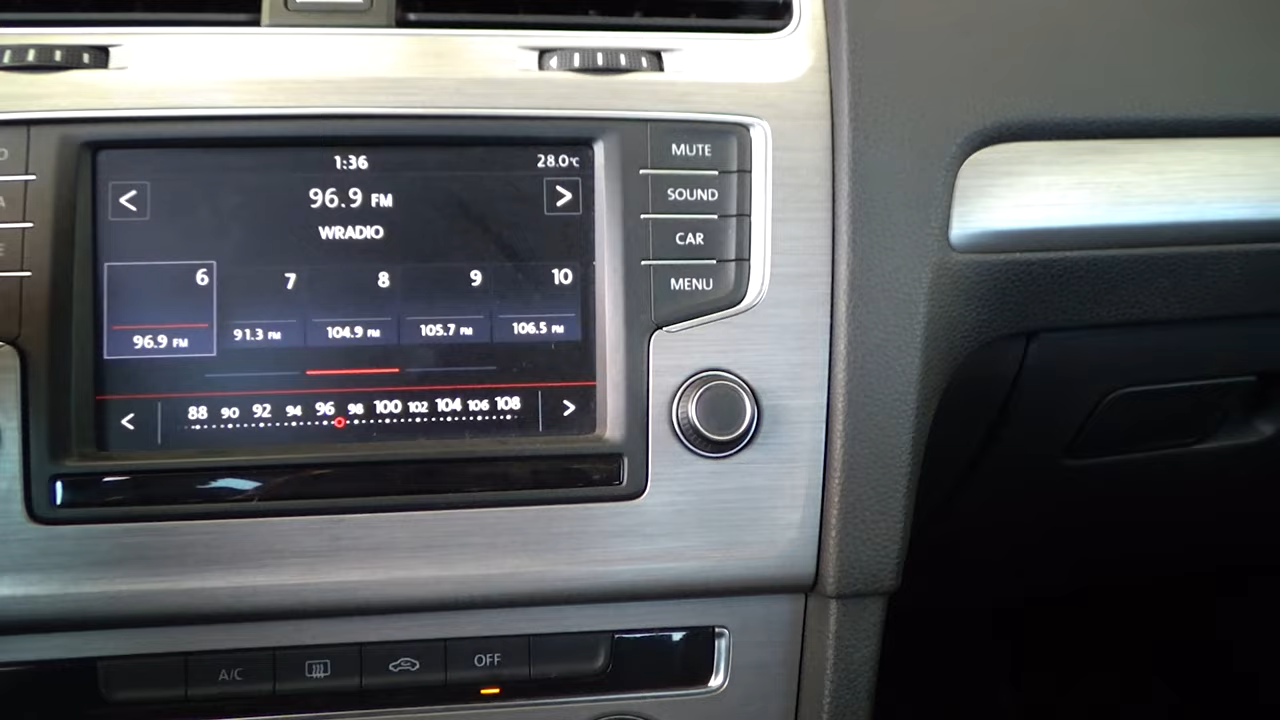 1:36 28.0°C
< 96.9 FM >
WRADIO
6 7 8 9 10
96.9 FM 91.3 FM 104.9 FM 105.7 FM 106.5 FM
< 88 90 92 94 96 98 100 102 104 106 108 >
MUTE
SOUND
CAR
MENU
A/C OFF